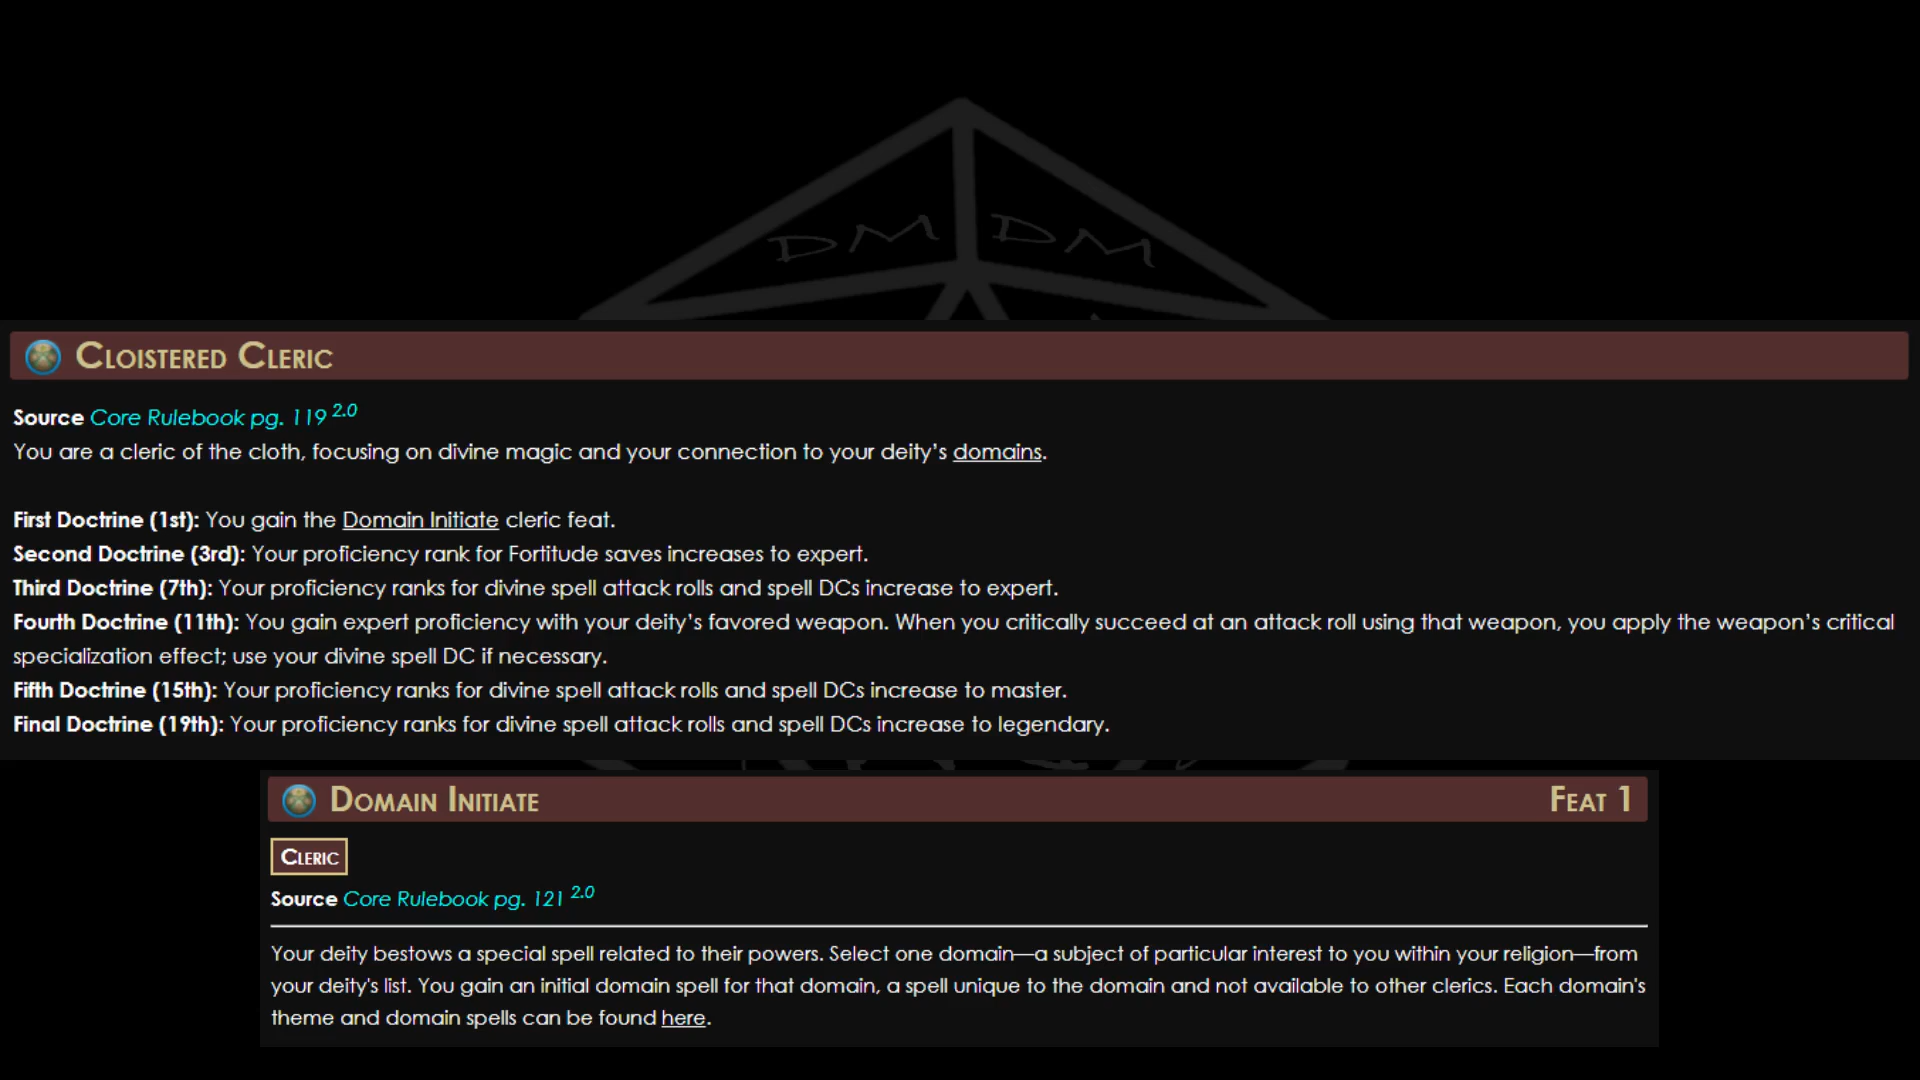 DM DM
Cloistered Cleric
Source Core Rulebook pg. 119 2.0
You are a cleric of the cloth, focusing on divine magic and your connection to your deity’s domains.
First Doctrine (1st): You gain the Domain Initiate cleric feat.
Second Doctrine (3rd): Your proficiency rank for Fortitude saves increases to expert.
Third Doctrine (7th): Your proficiency ranks for divine spell attack rolls and spell DCs increase to expert.
Fourth Doctrine (11th): You gain expert proficiency with your deity’s favored weapon. When you critically succeed at an attack roll using that weapon, you apply the weapon’s critical
specialization effect; use your divine spell DC if necessary.
Fifth Doctrine (15th): Your proficiency ranks for divine spell attack rolls and spell DCs increase to master.
Final Doctrine (19th): Your proficiency ranks for divine spell attack rolls and spell DCs increase to legendary.
Domain Initiate Feat 1
Cleric
Source Core Rulebook pg. 121 2.0
Your deity bestows a special spell related to their powers. Select one domain—a subject of particular interest to you within your religion—from
your deity's list. You gain an initial domain spell for that domain, a spell unique to the domain and not available to other clerics. Each domain's
theme and domain spells can be found here.